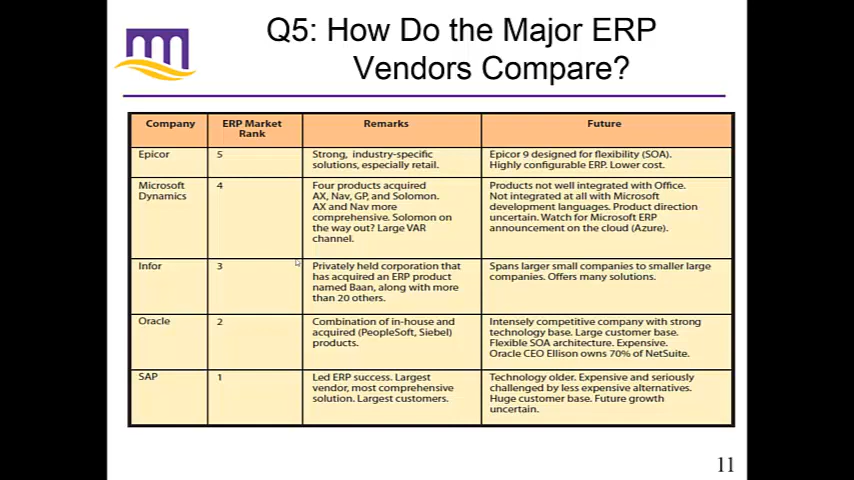 Q5: How Do the Major ERP
Vendors Compare?
Company
ERP Market
Rank
Remarks
Future
Epicor
5
Strong, industry-specific
solutions, especially retail.
Epicor 9 designed for flexibility (SOA).
Highly configurable ERP. Lower cost.
Microsoft
Dynamics
4
Four products acquired
AX, Nav, GP, and Solomon.
AX and Nav more
comprehensive. Solomon on
the way out? Large VAR
channel.
Products not well integrated with Office.
Not integrated at all with Microsoft
development languages. Product direction
uncertain. Watch for Microsoft ERP
announcement on the cloud (Azure).
Infor
3
Privately held corporation that
has acquired an ERP product
named Baan, along with more
than 20 others.
Spans larger small companies to smaller large
companies. Offers many solutions.
Oracle
2
Combination of in-house and
acquired (PeopleSoft, Siebel)
products.
Intensely competitive company with strong
technology base. Large customer base.
Flexible SOA architecture. Expensive.
Oracle CEO Ellison owns 70% of NetSuite.
SAP
1
Led ERP success. Largest
vendor, most comprehensive
solution. Largest customers.
Technology older. Expensive and seriously
challenged by less expensive alternatives.
Huge customer base. Future growth
uncertain.
11